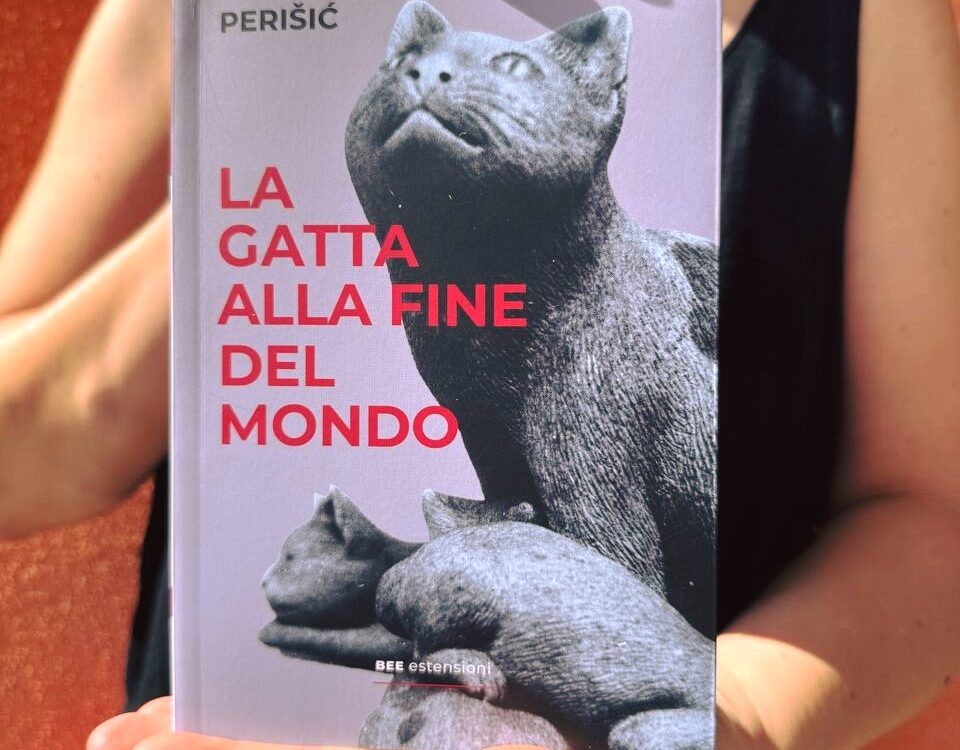 PERIŠIĆ
LA
GATTA
ALLA FINE
DEL
MONDO
BEE estensioni